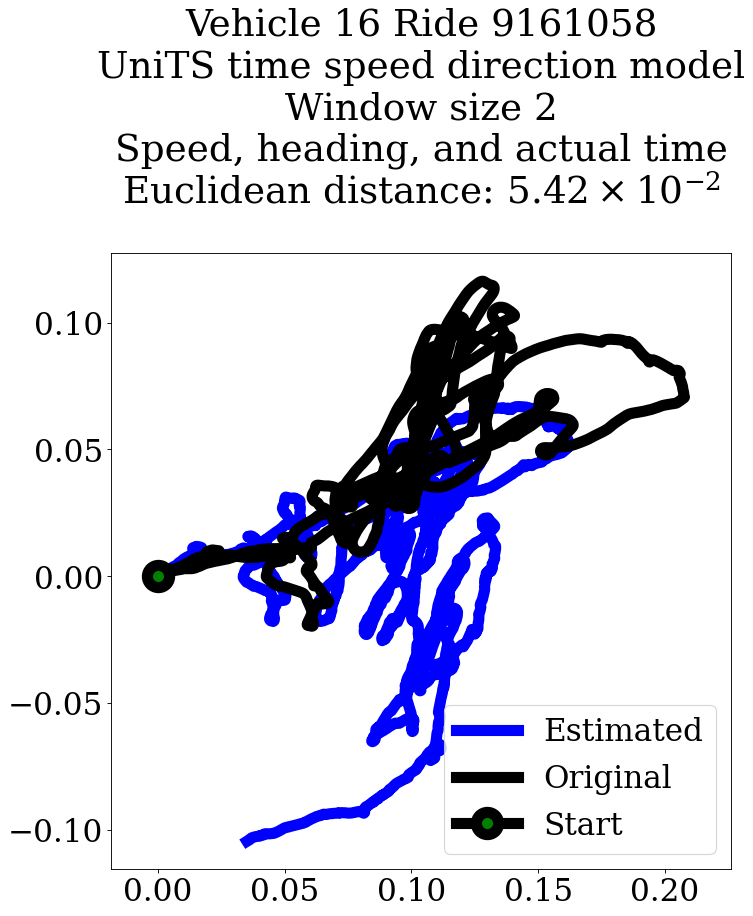 Vehicle 16 Ride 9161058
UniTS time speed direction model
Window size 2
Speed, heading, and actual time
Euclidean distance: 5.42 × 10⁻²
0.10
0.05
0.00
−0.05
−0.10
Estimated
Original
Start
0.00 0.05 0.10 0.15 0.20